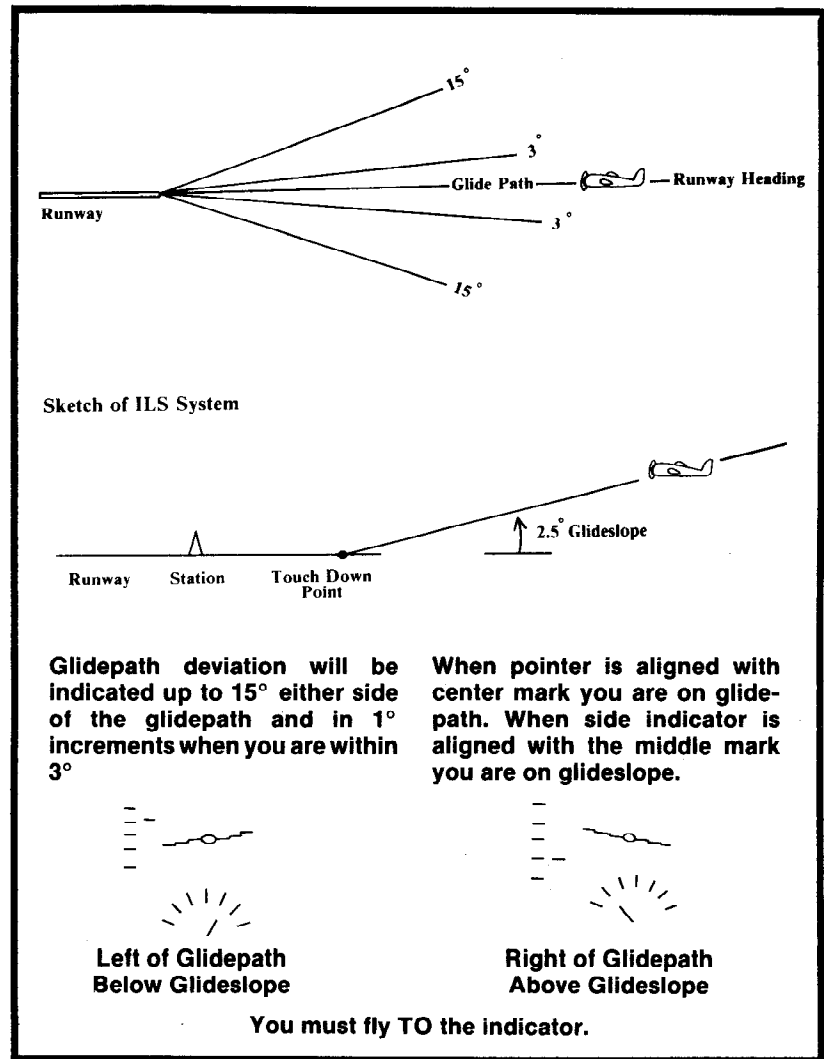 15°
3°
Glide Path
Runway Heading
Runway
3°
15°
Sketch of ILS System
2.5° Glideslope
Runway
Station
Touch Down
Point
Glidepath deviation will be
indicated up to 15° either side
of the glidepath and in 1°
increments when you are within
3°
When pointer is aligned with
center mark you are on glide-
path. When side indicator is
aligned with the middle mark
you are on glideslope.
Left of Glidepath
Below Glideslope
Right of Glidepath
Above Glideslope
You must fly TO the indicator.